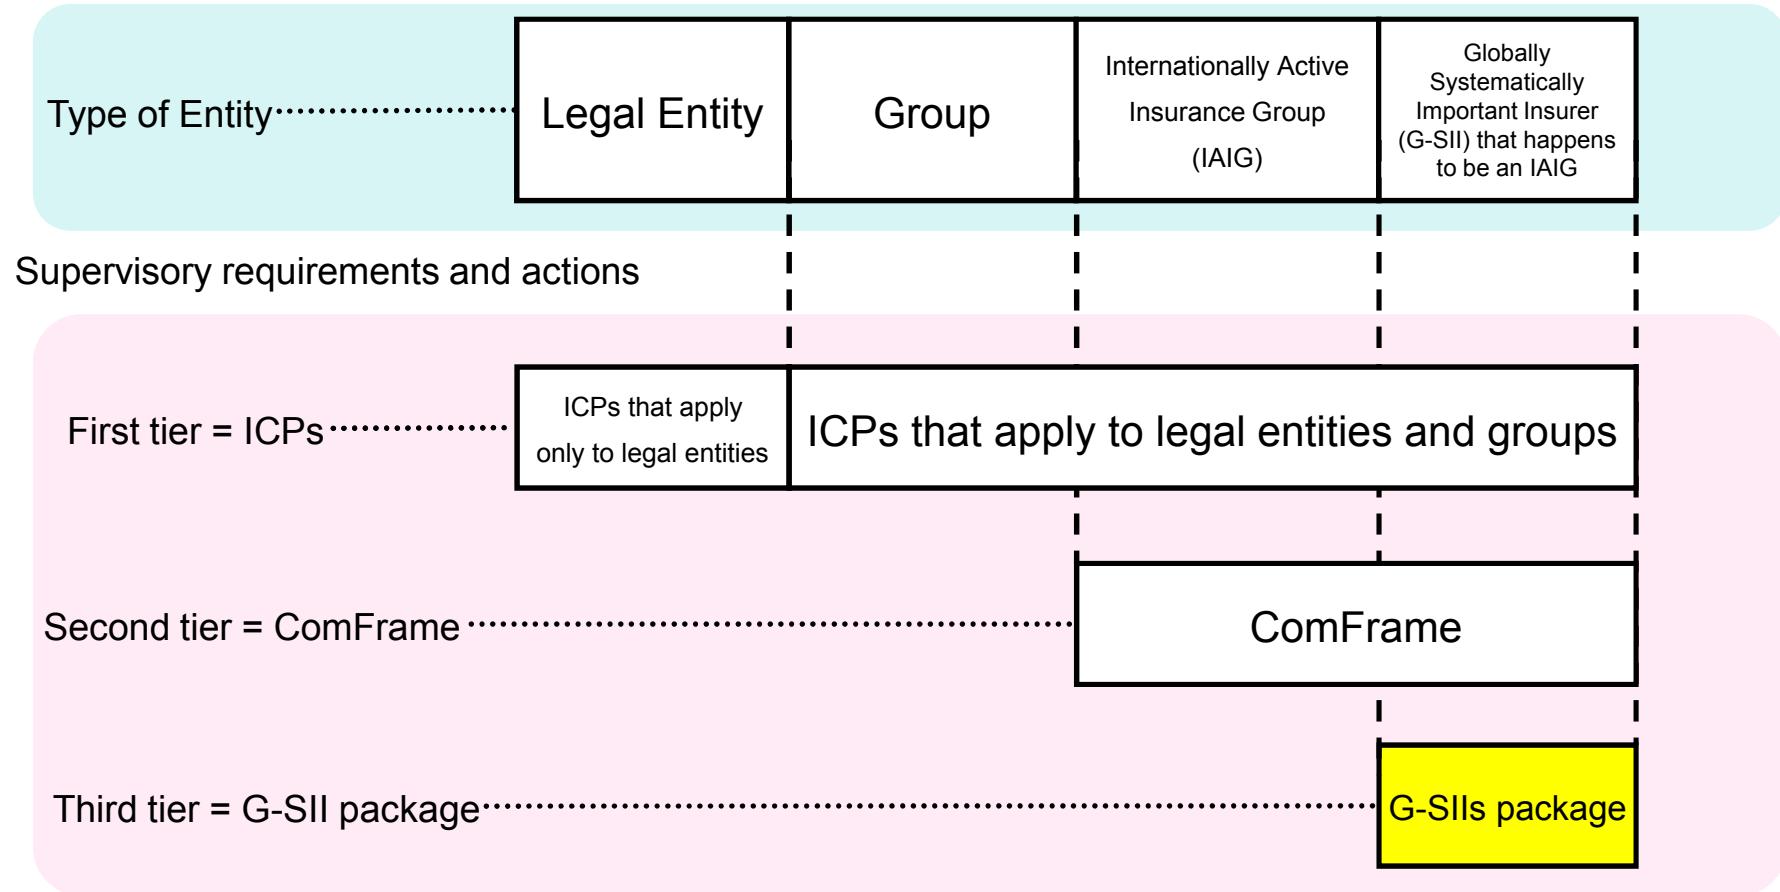 Type of Entity
Legal Entity
Group
Internationally Active
Insurance Group
(IAIG)
Globally
Systematically
Important Insurer
(G-SII) that happens
to be an IAIG
Supervisory requirements and actions
First tier = ICPs
ICPs that apply
only to legal entities
ICPs that apply to legal entities and groups
Second tier = ComFrame
ComFrame
Third tier = G-SII package
G-SIIs package